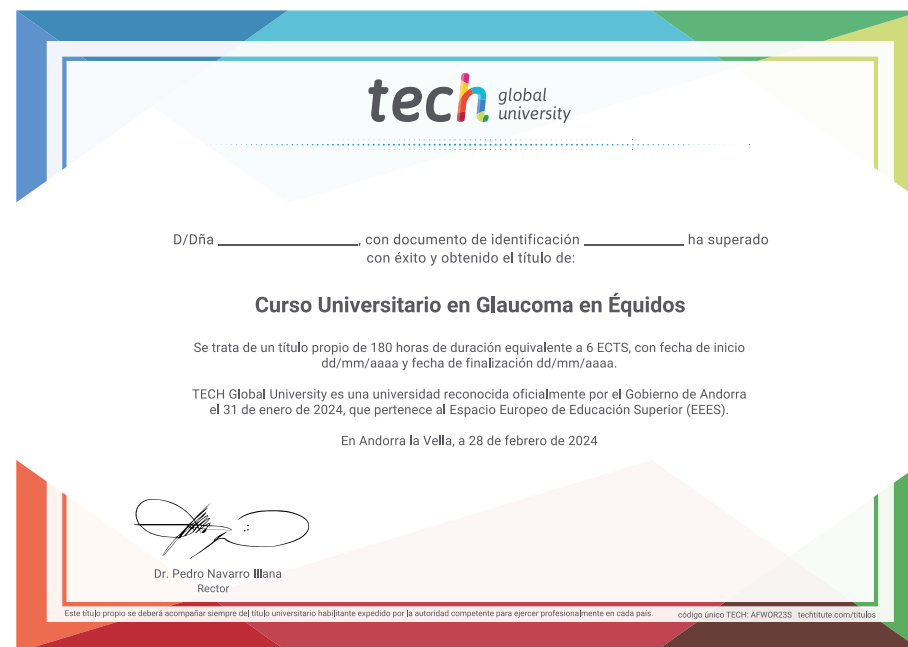 tech global university
D/Dña ______________, con documento de identificación __________ ha superado
con éxito y obtenido el título de:
Curso Universitario en Glaucoma en Équidos
Se trata de un título propio de 180 horas de duración equivalente a 6 ECTS, con fecha de inicio
dd/mm/aaaa y fecha de finalización dd/mm/aaaa.
TECH Global University es una universidad reconocida oficialmente por el Gobierno de Andorra
el 31 de enero de 2024, que pertenece al Espacio Europeo de Educación Superior (EEES).
En Andorra la Vella, a 28 de febrero de 2024
Dr. Pedro Navarro Illana
Rector
Este título propio se deberá acompañar siempre del título universitario habilitante expedido por la autoridad competente para ejercer profesionalmente en cada país. código único TECH: AFWOR23S techtitute.com/titulos